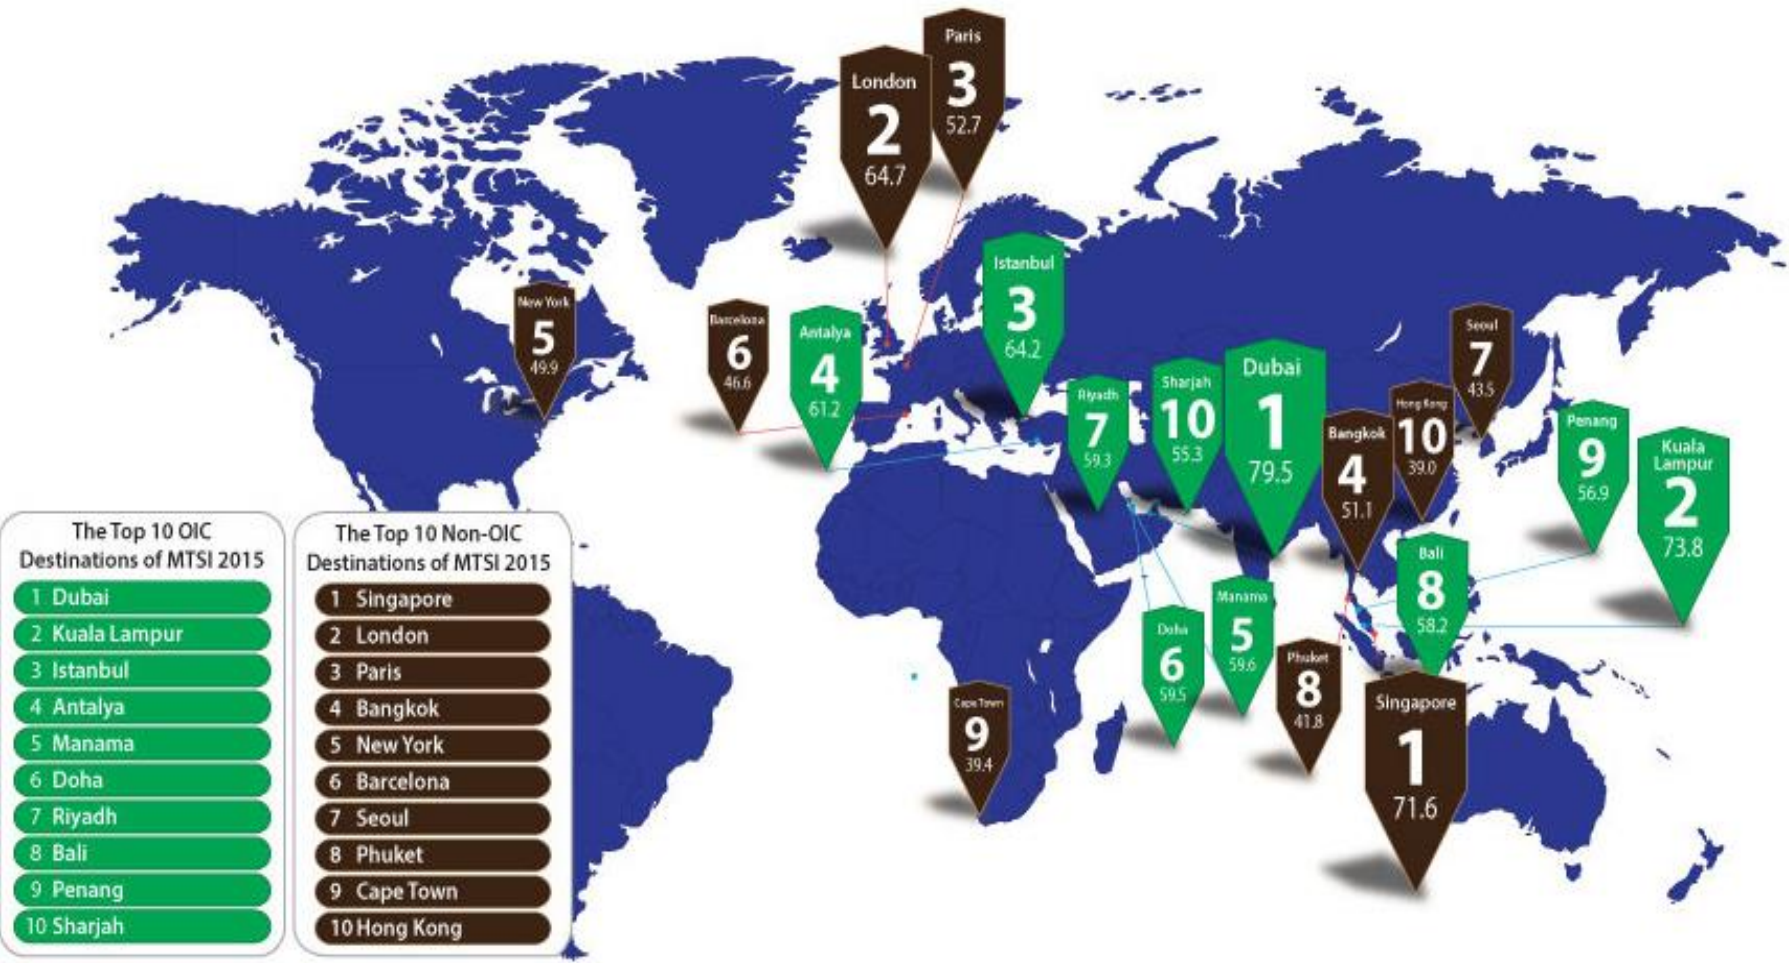 Paris
3
52.7
London
2
64.7
Istanbul
3
64.2
New York
5
49.9
Barcelona
6
46.6
Antalya
4
61.2
Riyadh
7
59.3
Sharjah
10
55.3
Dubai
1
79.5
Bangkok
4
51.1
Hong Kong
10
39.0
Seoul
7
43.5
Penang
9
56.9
Kuala
Lampur
2
73.8
Bali
8
58.2
Manama
5
59.6
Doha
6
59.5
Phuket
8
41.8
Cape Town
9
39.4
Singapore
1
71.6
The Top 10 OIC
Destinations of MTSI 2015
1 Dubai
2 Kuala Lampur
3 Istanbul
4 Antalya
5 Manama
6 Doha
7 Riyadh
8 Bali
9 Penang
10 Sharjah
The Top 10 Non-OIC
Destinations of MTSI 2015
1 Singapore
2 London
3 Paris
4 Bangkok
5 New York
6 Barcelona
7 Seoul
8 Phuket
9 Cape Town
10 Hong Kong